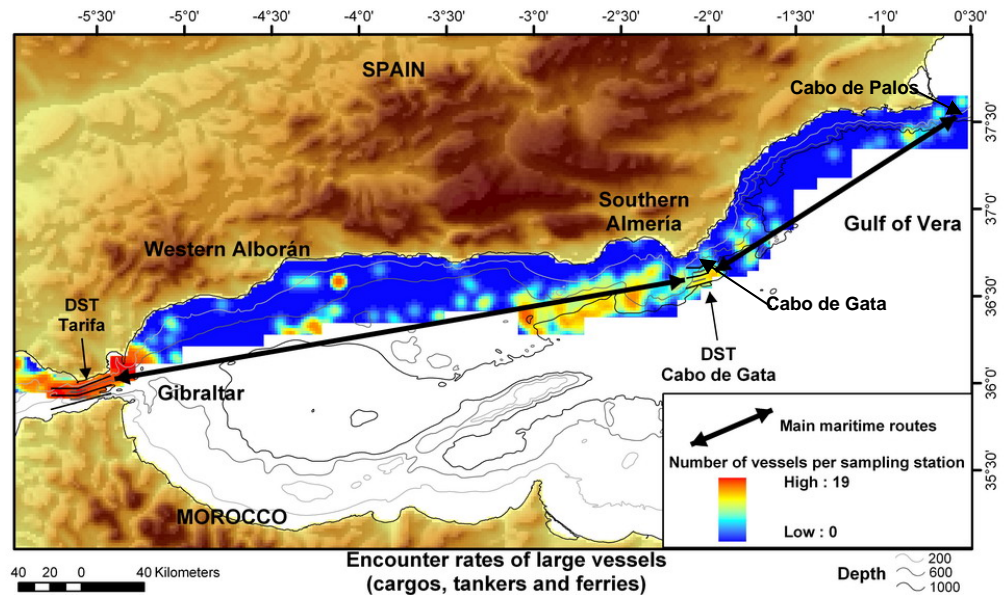 -5°30' -5°0' -4°30' -4°0' -3°30' -3°0' -2°30' -2°0' -1°30' -1°0' 0°30'
SPAIN
Cabo de Palos
37°30'
Southern
Almería
37°0'
Western Alborán
Gulf of Vera
DST
Tarifa
Cabo de Gata
36°30'
DST
Cabo de Gata
36°0'
Gibraltar
Main maritime routes
Number of vessels per sampling station
High : 19
Low : 0
35°30'
MOROCCO
Encounter rates of large vessels
(cargos, tankers and ferries)
40 20 0 40 Kilometers
Depth
200
600
1000